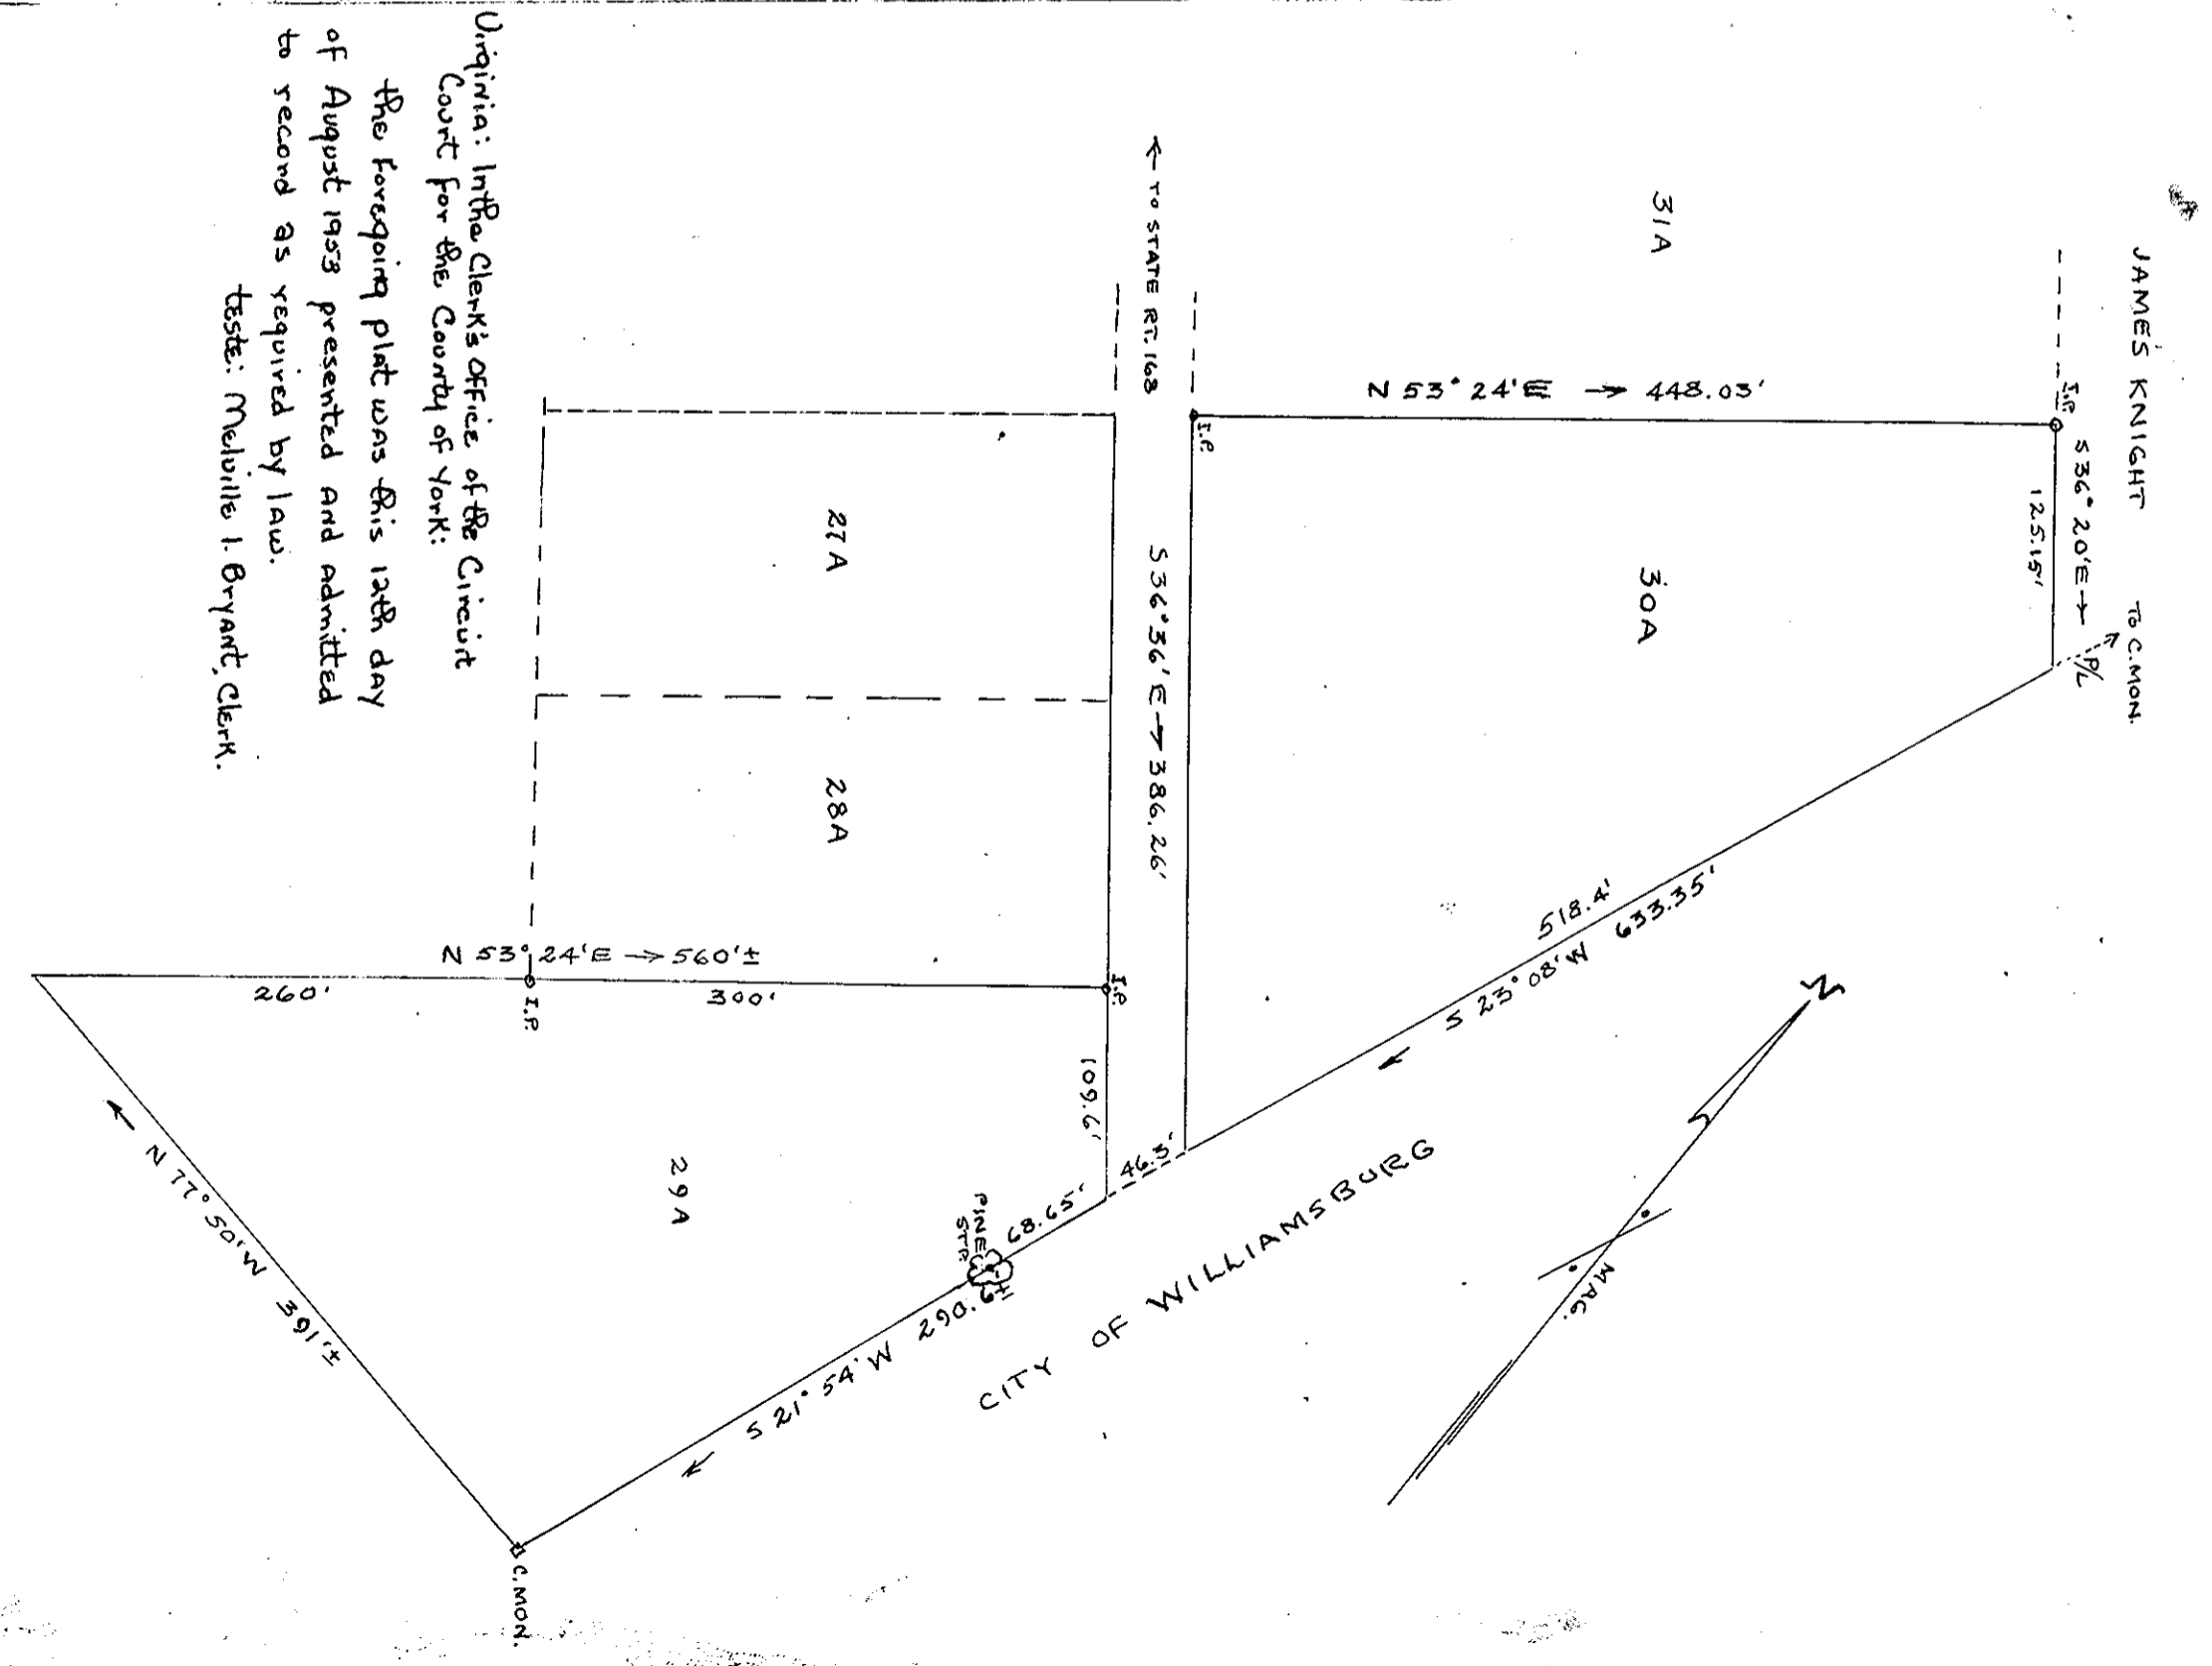 JAMES KNIGHT
TO C.MON.
I.P.
S 36° 20' E →
125.15'
P/L
31A
N 53° 24' E → 448.03'
30A
← TO STATE RT. 168
I.P.
S 36° 36' E → 386.26'
27A
28A
518.4'
S 23° 08' W 633.35'
N
MAG.
N 53° 24' E → 560'±
260'
300'
I.P.
I.P.
109.6'
46.3'
68.65'
PINE
STP.
29A
S 21° 54' W 290.6±
N 77° 50' W 391'±
C.MON.
CITY OF WILLIAMSBURG
Virginia: In the Clerk's Office of the Circuit
Court for the County of York:
the foregoing plat was this 12th day
of August 1953 presented and admitted
to record as required by law.
teste: Melville I. Bryant, Clerk.